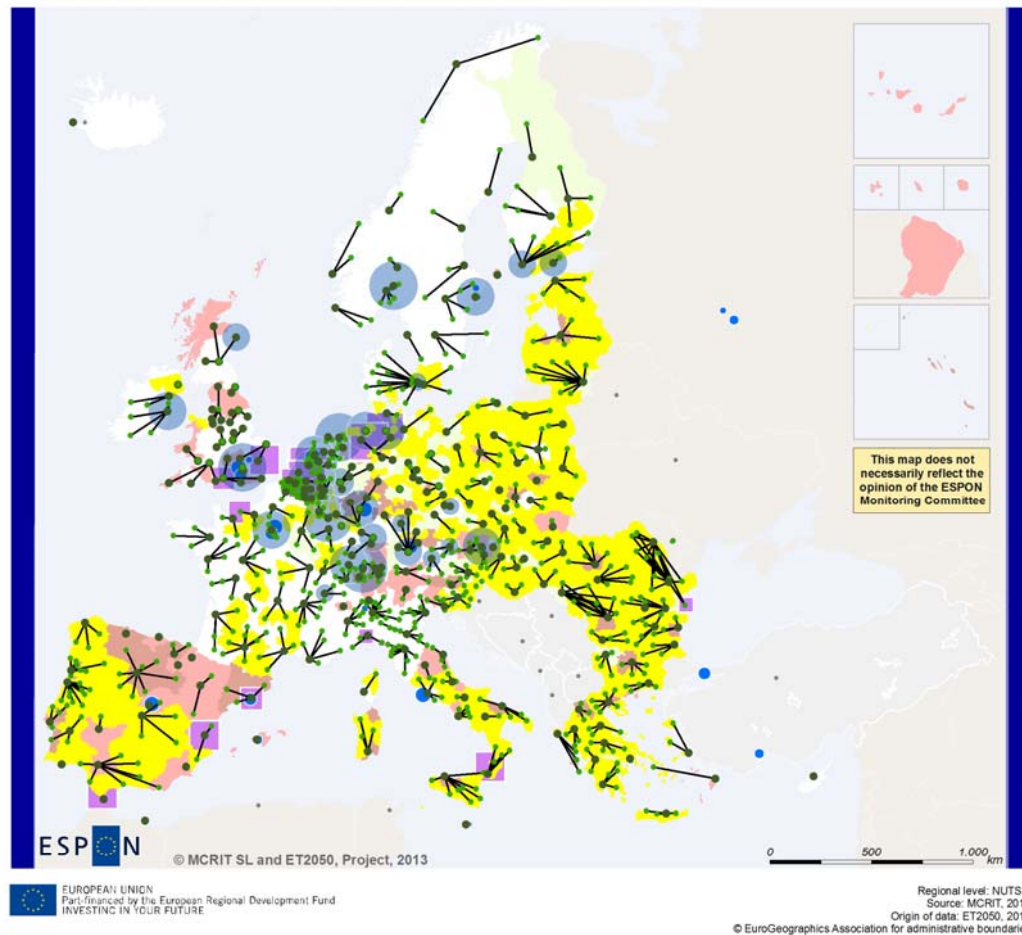 This map does not
necessarily reflect the
opinion of the ESPON
Monitoring Committee
ESPON
© MCRIT SL and ET2050, Project, 2013
0 500 1.000
km
EUROPEAN UNION
Part-financed by the European Regional Development Fund
INVESTING IN YOUR FUTURE
Regional level: NUTS
Source: MCRIT, 201
Origin of data: ET2050, 201
© EuroGeographics Association for administrative boundarie